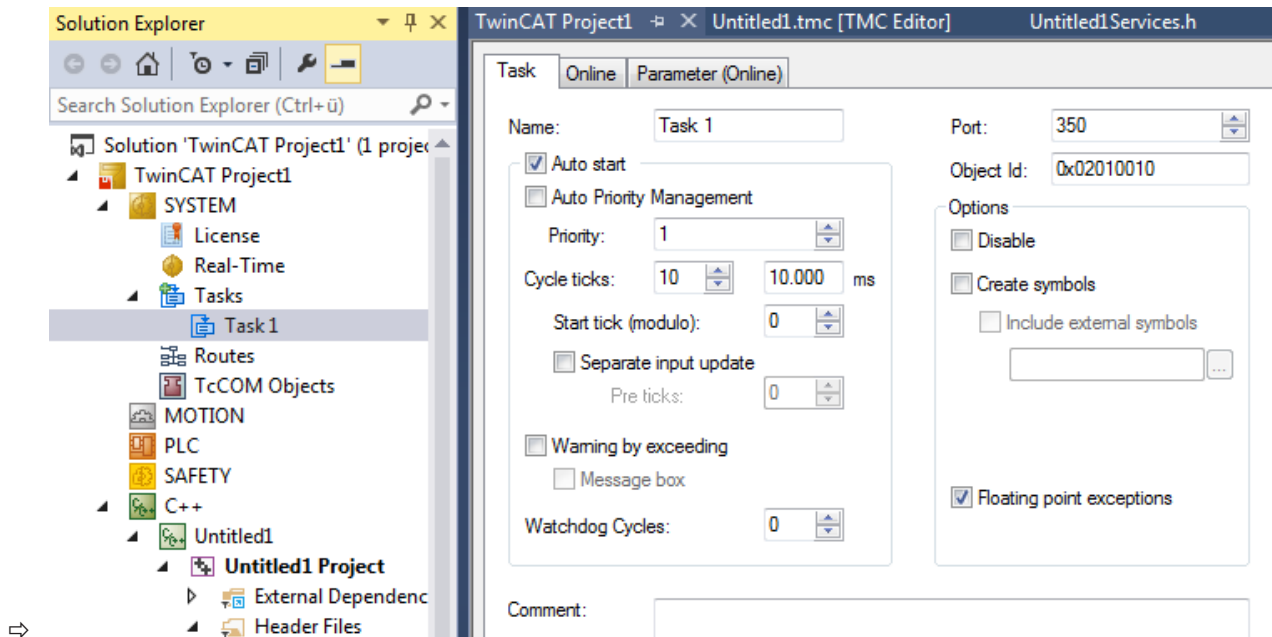 Solution Explorer
Search Solution Explorer (Ctrl+ü)
Solution 'TwinCAT Project1' (1 projec
TwinCAT Project1
SYSTEM
License
Real-Time
Tasks
Task 1
Routes
TcCOM Objects
MOTION
PLC
SAFETY
C++
Untitled1
Untitled1 Project
External Dependenc
Header Files
TwinCAT Project1 Untitled1.tmc [TMC Editor] Untitled1Services.h
Task Online Parameter (Online)
Name: Task 1
Auto start
Auto Priority Management
Priority: 1
Cycle ticks: 10 10.000 ms
Start tick (modulo): 0
Separate input update
Pre ticks: 0
Warning by exceeding
Message box
Watchdog Cycles: 0
Port: 350
Object Id: 0x02010010
Options
Disable
Create symbols
Include external symbols
...
Floating point exceptions
Comment: